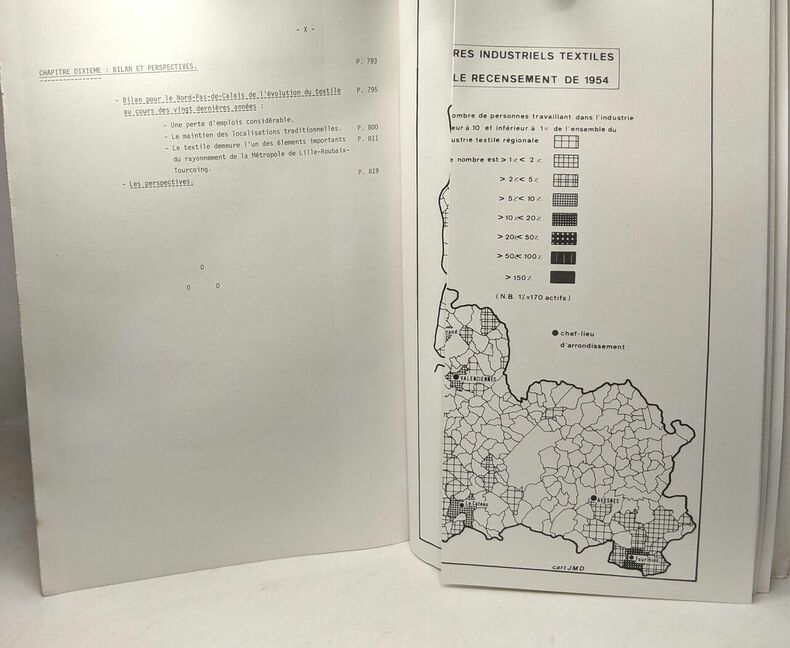 - X -
CHAPITRE DIXIEME : BILAN ET PERSPECTIVES. P. 793
- Bilan pour le Nord-Pas-de-Calais de l'évolution du textile P. 795
au cours des vingt dernières années :
- Une perte d'emplois considérable.
- Le maintien des localisations traditionnelles. P. 800
- Le textile demeure l'un des éléments importants P. 811
du rayonnement de la Métropole de Lille-Roubaix-
Tourcoing.
- Les perspectives. P. 819
O
O O
RES INDUSTRIELS TEXTILES
LE RECENSEMENT DE 1954
ombre de personnes travaillant dans l'industrie
eur à 10 et inférieur à 1% de l'ensemble du
textile régionale
nombre est > 1% < 2%
> 2% < 5%
> 5% < 10%
> 10% < 20%
> 20% < 50%
> 50% < 100%
> 150%
(N.B. 1%=170 actifs)
chef-lieu
d'arrondissement
nand
VALENCIENNES
AVESNES
Le Cateau
Fourmies
cart JMD